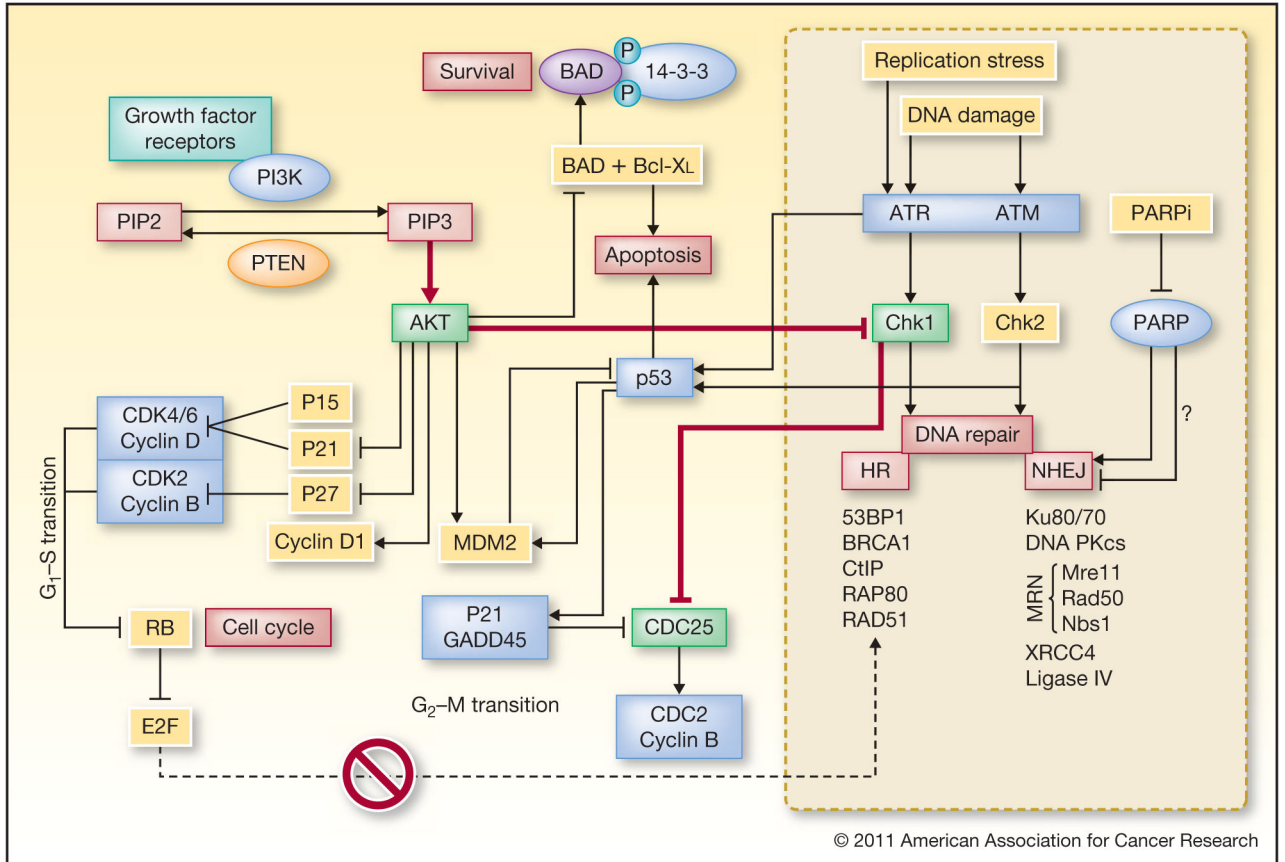 Survival
BAD
P
P
14-3-3
Replication stress
DNA damage
Growth factor
receptors
PI3K
BAD + Bcl-XL
PIP2
PIP3
PTEN
Apoptosis
ATR
ATM
PARPi
AKT
Chk1
Chk2
PARP
p53
?
CDK4/6
Cyclin D
CDK2
Cyclin B
P15
P21
P27
Cyclin D1
MDM2
DNA repair
HR
NHEJ
G1–S transition
53BP1
BRCA1
CtIP
RAP80
RAD51
Ku80/70
DNA PKcs
MRN
Mre11
Rad50
Nbs1
XRCC4
Ligase IV
RB
Cell cycle
P21
GADD45
CDC25
G2–M transition
E2F
CDC2
Cyclin B
© 2011 American Association for Cancer Research